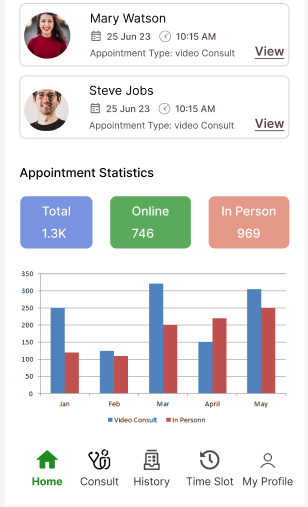 Mary Watson
25 Jun 23 10:15 AM
Appointment Type: video Consult View
Steve Jobs
25 Jun 23 10:15 AM
Appointment Type: video Consult View
Appointment Statistics
Total Online In Person
1.3K 746 969
350
300
250
200
150
100
50
0
Jan Feb Mar April May
Video Consult In Personn
Home Consult History Time Slot My Profile